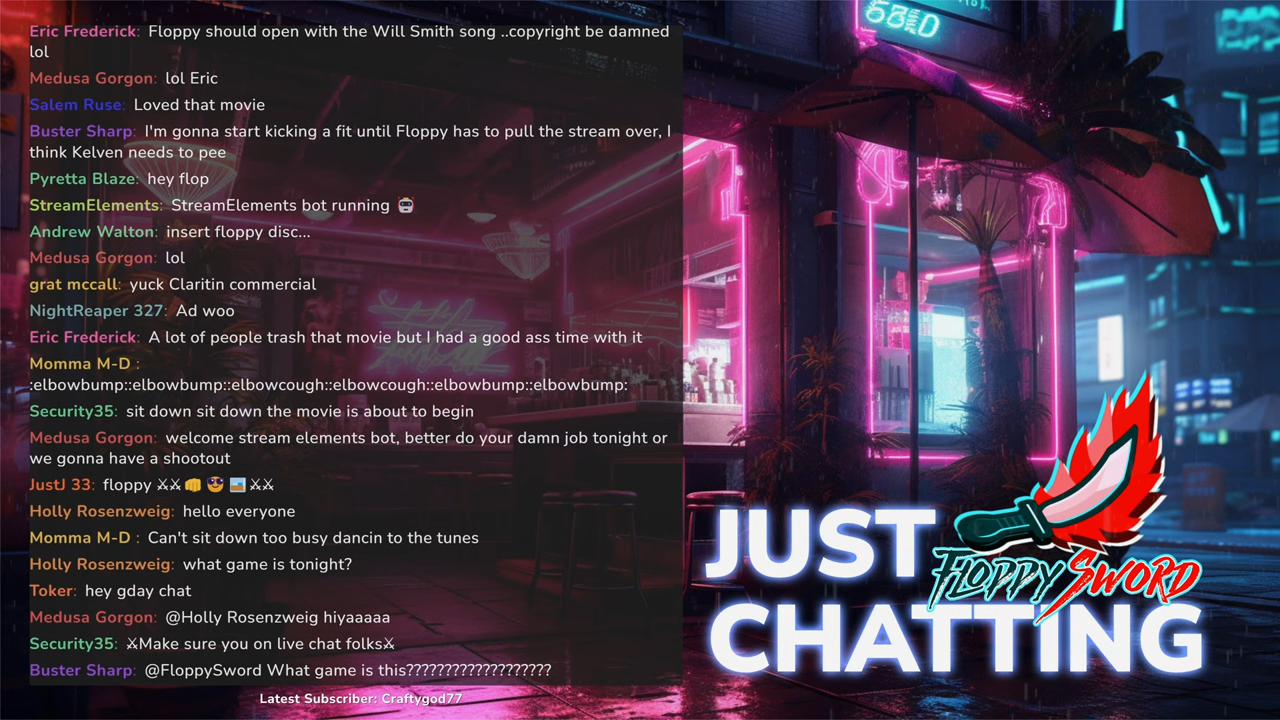 Eric Frederick: Floppy should open with the Will Smith song ..copyright be damned
lol
Medusa Gorgon: lol Eric
Salem Ruse: Loved that movie
Buster Sharp: I'm gonna start kicking a fit until Floppy has to pull the stream over, I
think Kelven needs to pee
Pyretta Blaze: hey flop
StreamElements: StreamElements bot running 🤖
Andrew Walton: insert floppy disc...
Medusa Gorgon: lol
grat mccall: yuck Claritin commercial
NightReaper 327: Ad woo
Eric Frederick: A lot of people trash that movie but I had a good ass time with it
Momma M-D :
:elbowbump::elbowbump::elbowcough::elbowcough::elbowbump::elbowbump:
Security35: sit down sit down the movie is about to begin
Medusa Gorgon: welcome stream elements bot, better do your damn job tonight or
we gonna have a shootout
JustJ 33: floppy ⚔⚔👊😎🖼⚔⚔
Holly Rosenzweig: hello everyone
Momma M-D : Can't sit down too busy dancin to the tunes
Holly Rosenzweig: what game is tonight?
Toker: hey gday chat
Medusa Gorgon: @Holly Rosenzweig hiyaaaaa
Security35: ⚔Make sure you on live chat folks⚔
Buster Sharp: @FloppySword What game is this???????????????????
Latest Subscriber: Craftygod77
JUST
FLOPPY SWORD
CHATTING